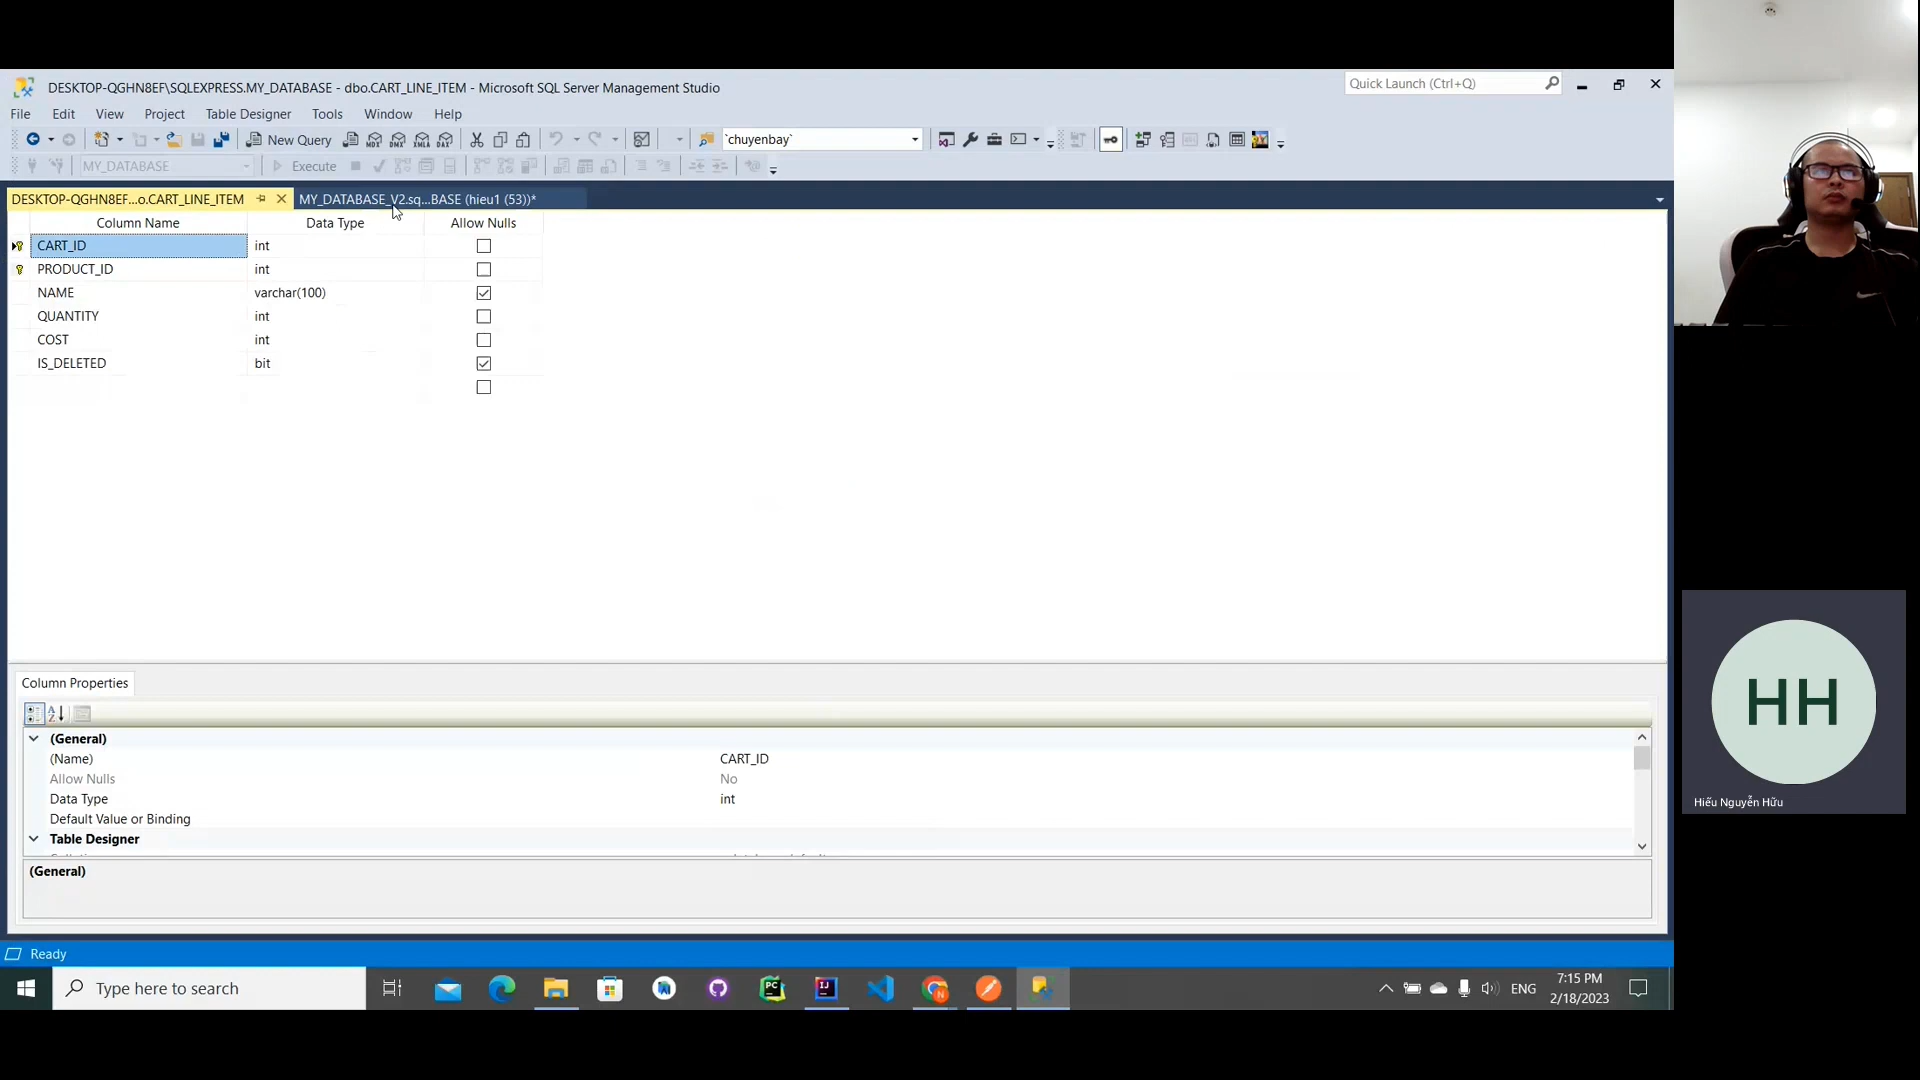 DESKTOP-QGHN8EF\SQLEXPRESS.MY_DATABASE - dbo.CART_LINE_ITEM - Microsoft SQL Server Management Studio
Quick Launch (Ctrl+Q)
File Edit View Project Table Designer Tools Window Help
New Query
`chuyenbay`
MY_DATABASE
Execute
DESKTOP-QGHN8EF...o.CART_LINE_ITEM
MY_DATABASE_V2.sq...BASE (hieu1 (53))*
Column Name Data Type Allow Nulls
CART_ID int
PRODUCT_ID int
NAME varchar(100)
QUANTITY int
COST int
IS_DELETED bit
Column Properties
(General)
(Name) CART_ID
Allow Nulls No
Data Type int
Default Value or Binding
Table Designer
(General)
Ready
Type here to search
ENG
7:15 PM
2/18/2023
HH
Hiếu Nguyễn Hữu